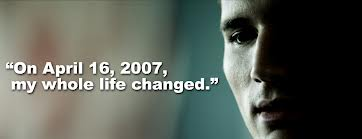 “On April 16, 2007,
my whole life changed.”